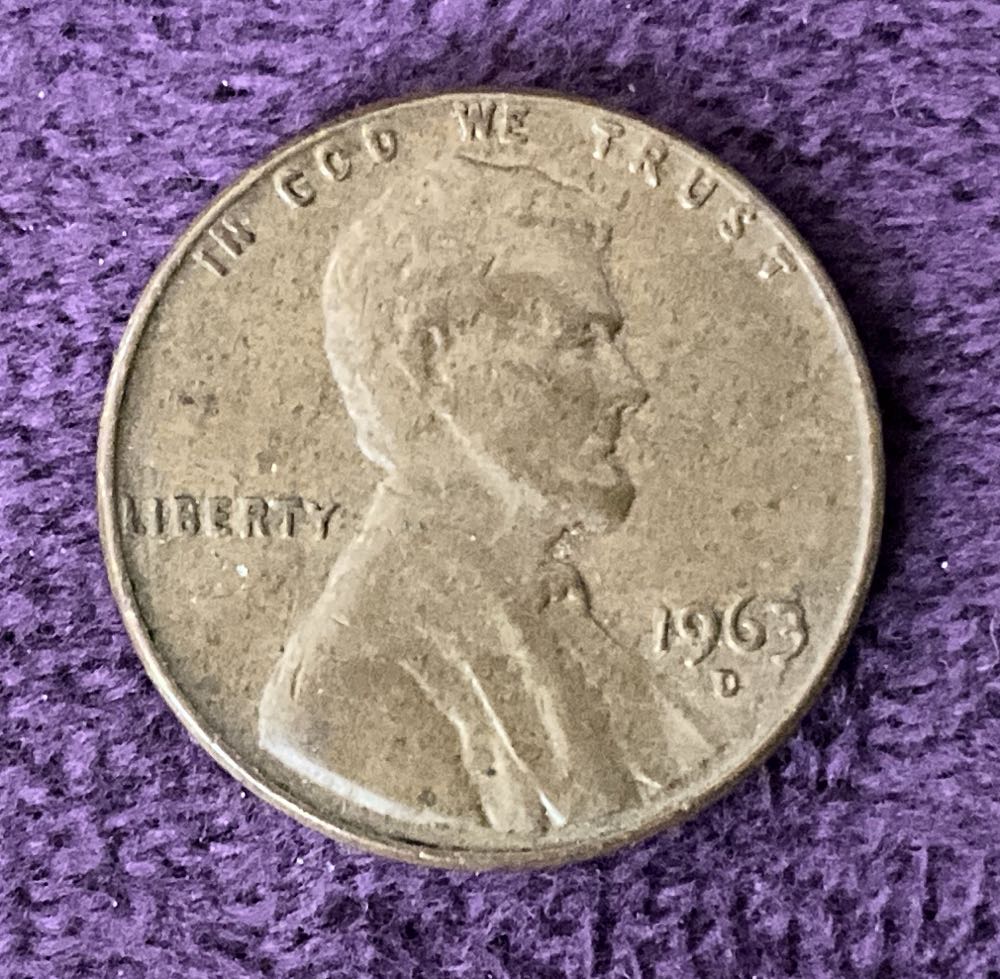 IN GOD WE TRUST
LIBERTY
1963
D